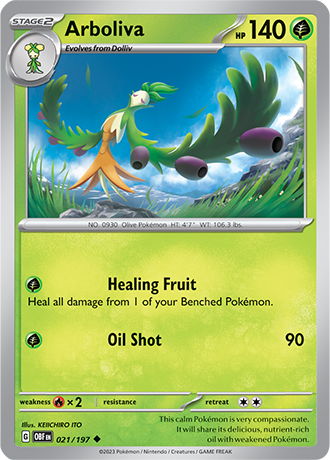 STAGE2
Arboliva
HP 140
Evolves from Dolliv
NO. 0930 Olive Pokémon HT: 4'7" WT: 106.3 lbs.
Healing Fruit
Heal all damage from 1 of your Benched Pokémon.
Oil Shot 90
weakness ×2 resistance retreat
Illus. KEIICHIRO ITO
G OBF EN 021/197
This calm Pokémon is very compassionate.
It will share its delicious, nutrient-rich
oil with weakened Pokémon.
©2023 Pokémon / Nintendo / Creatures / GAME FREAK